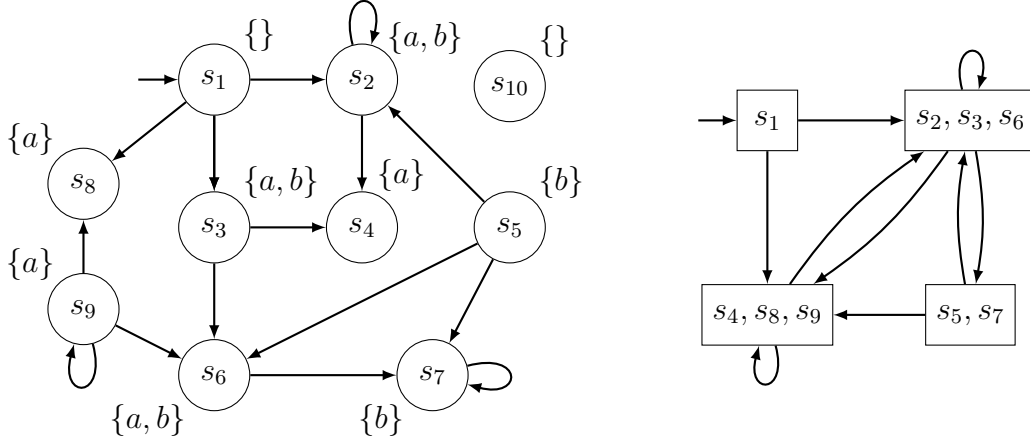 {} {a, b} {}
s1 s2 s10
{a} {a, b} {a} {b}
s8 s3 s4 s5
{a}
s9 s6 s7
{a, b} {b}
s1 s2, s3, s6
s4, s8, s9 s5, s7